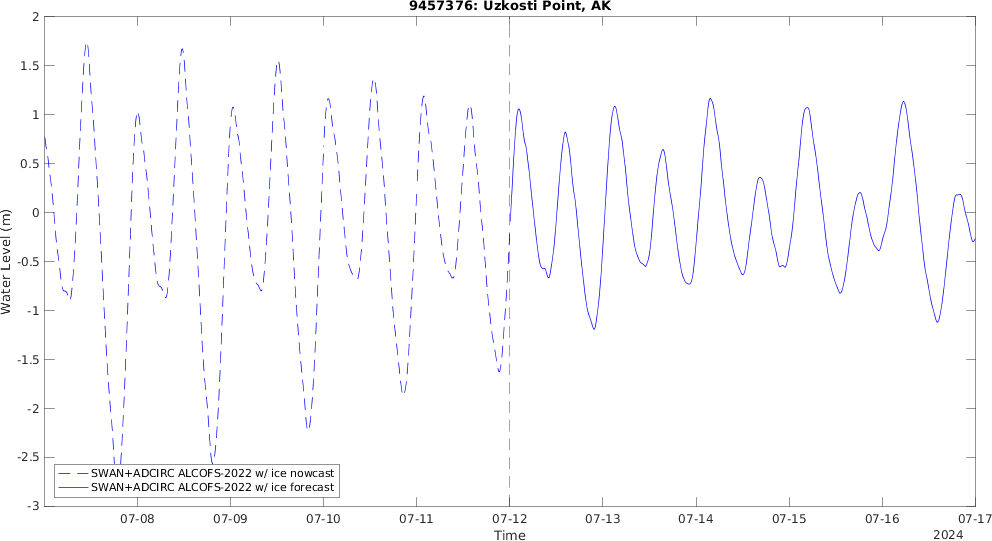 9457376: Uzkosti Point, AK
2
1.5
1
0.5
0
-0.5
-1
-1.5
-2
-2.5
-3
Water Level (m)
SWAN+ADCIRC ALCOFS-2022 w/ ice nowcast
SWAN+ADCIRC ALCOFS-2022 w/ ice forecast
07-08 07-09 07-10 07-11 07-12 07-13 07-14 07-15 07-16 07-17
Time
2024